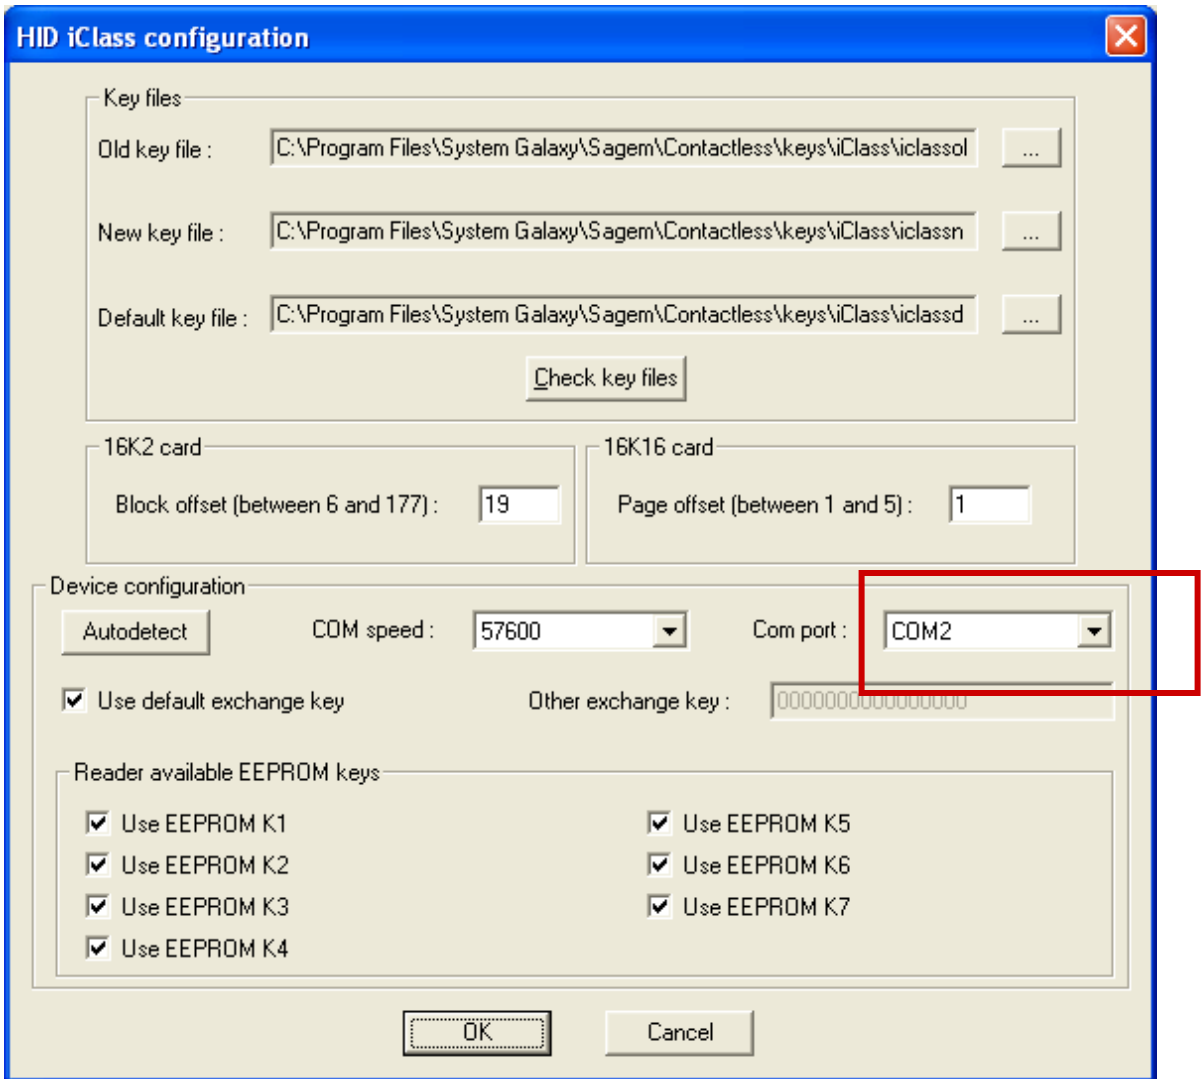 HID iClass configuration
Key files
Old key file : C:\Program Files\System Galaxy\Sagem\Contactless\keys\iClass\iclassol ...
New key file : C:\Program Files\System Galaxy\Sagem\Contactless\keys\iClass\iclassn ...
Default key file : C:\Program Files\System Galaxy\Sagem\Contactless\keys\iClass\iclassd ...
Check key files
16K2 card 16K16 card
Block offset (between 6 and 177) : 19 Page offset (between 1 and 5) : 1
Device configuration
Autodetect COM speed : 57600 Com port : COM2
Use default exchange key Other exchange key : 0000000000000000
Reader available EEPROM keys
Use EEPROM K1 Use EEPROM K5
Use EEPROM K2 Use EEPROM K6
Use EEPROM K3 Use EEPROM K7
Use EEPROM K4
OK Cancel